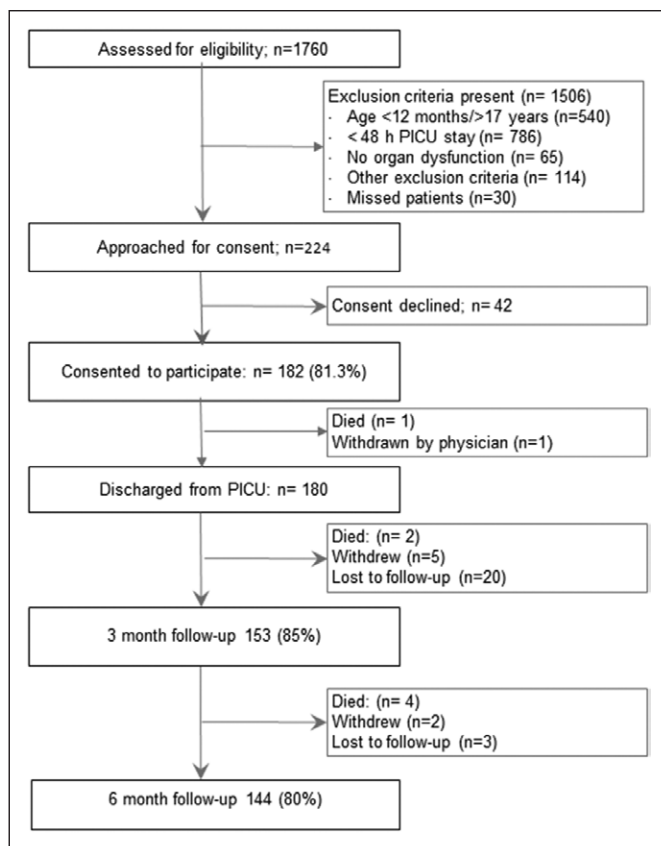 Assessed for eligibility; n=1760
Exclusion criteria present (n= 1506)
· Age <12 months/>17 years (n=540)
· < 48 h PICU stay (n= 786)
· No organ dysfunction (n= 65)
· Other exclusion criteria (n= 114)
· Missed patients (n=30)
Approached for consent; n=224
Consent declined; n= 42
Consented to participate: n= 182 (81.3%)
Died (n= 1)
Withdrawn by physician (n=1)
Discharged from PICU: n= 180
Died: (n= 2)
Withdrew (n=5)
Lost to follow-up (n=20)
3 month follow-up 153 (85%)
Died: (n= 4)
Withdrew (n=2)
Lost to follow-up (n=3)
6 month follow-up 144 (80%)